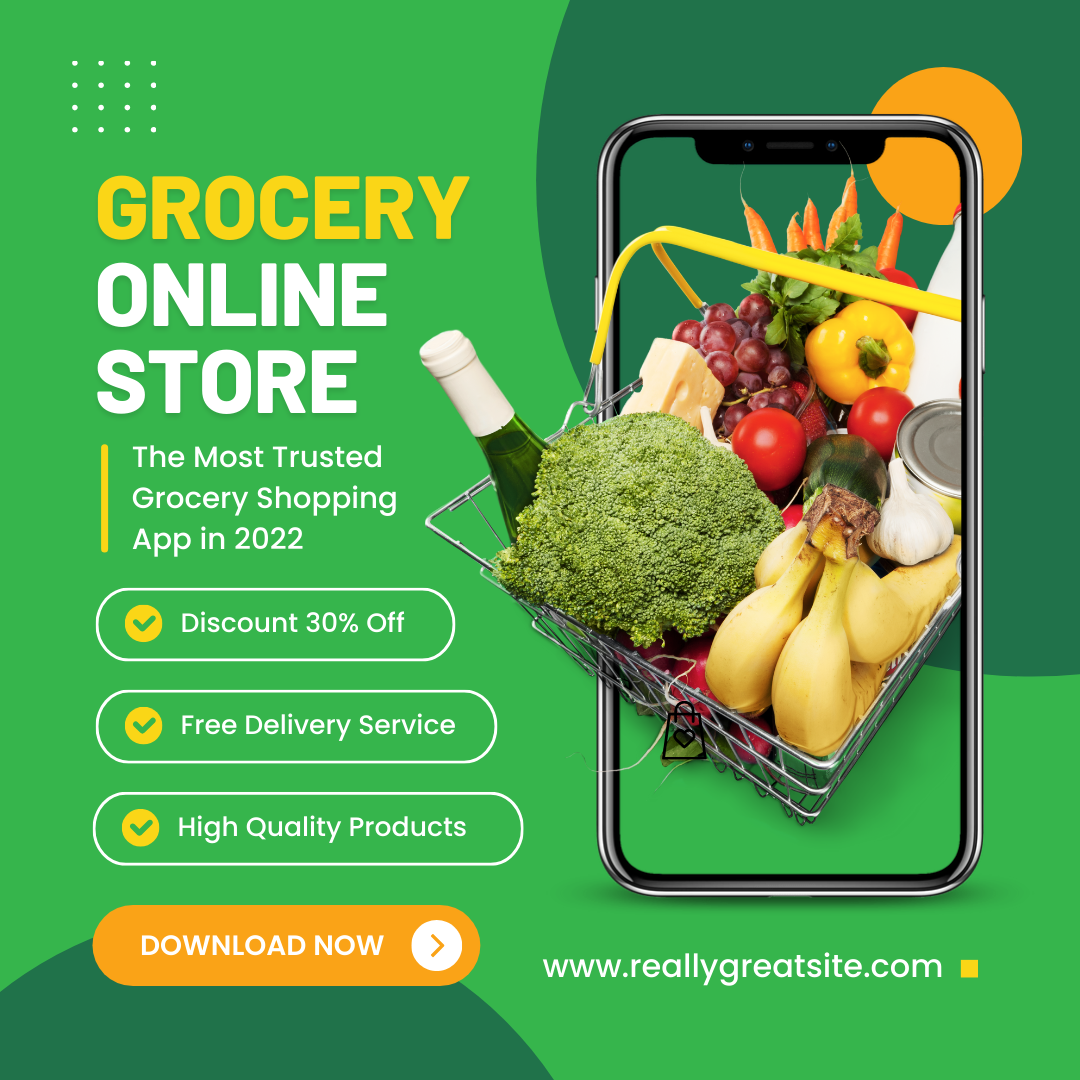 GROCERY
ONLINE
STORE
The Most Trusted
Grocery Shopping
App in 2022
Discount 30% Off
Free Delivery Service
High Quality Products
DOWNLOAD NOW
www.reallygreatsite.com